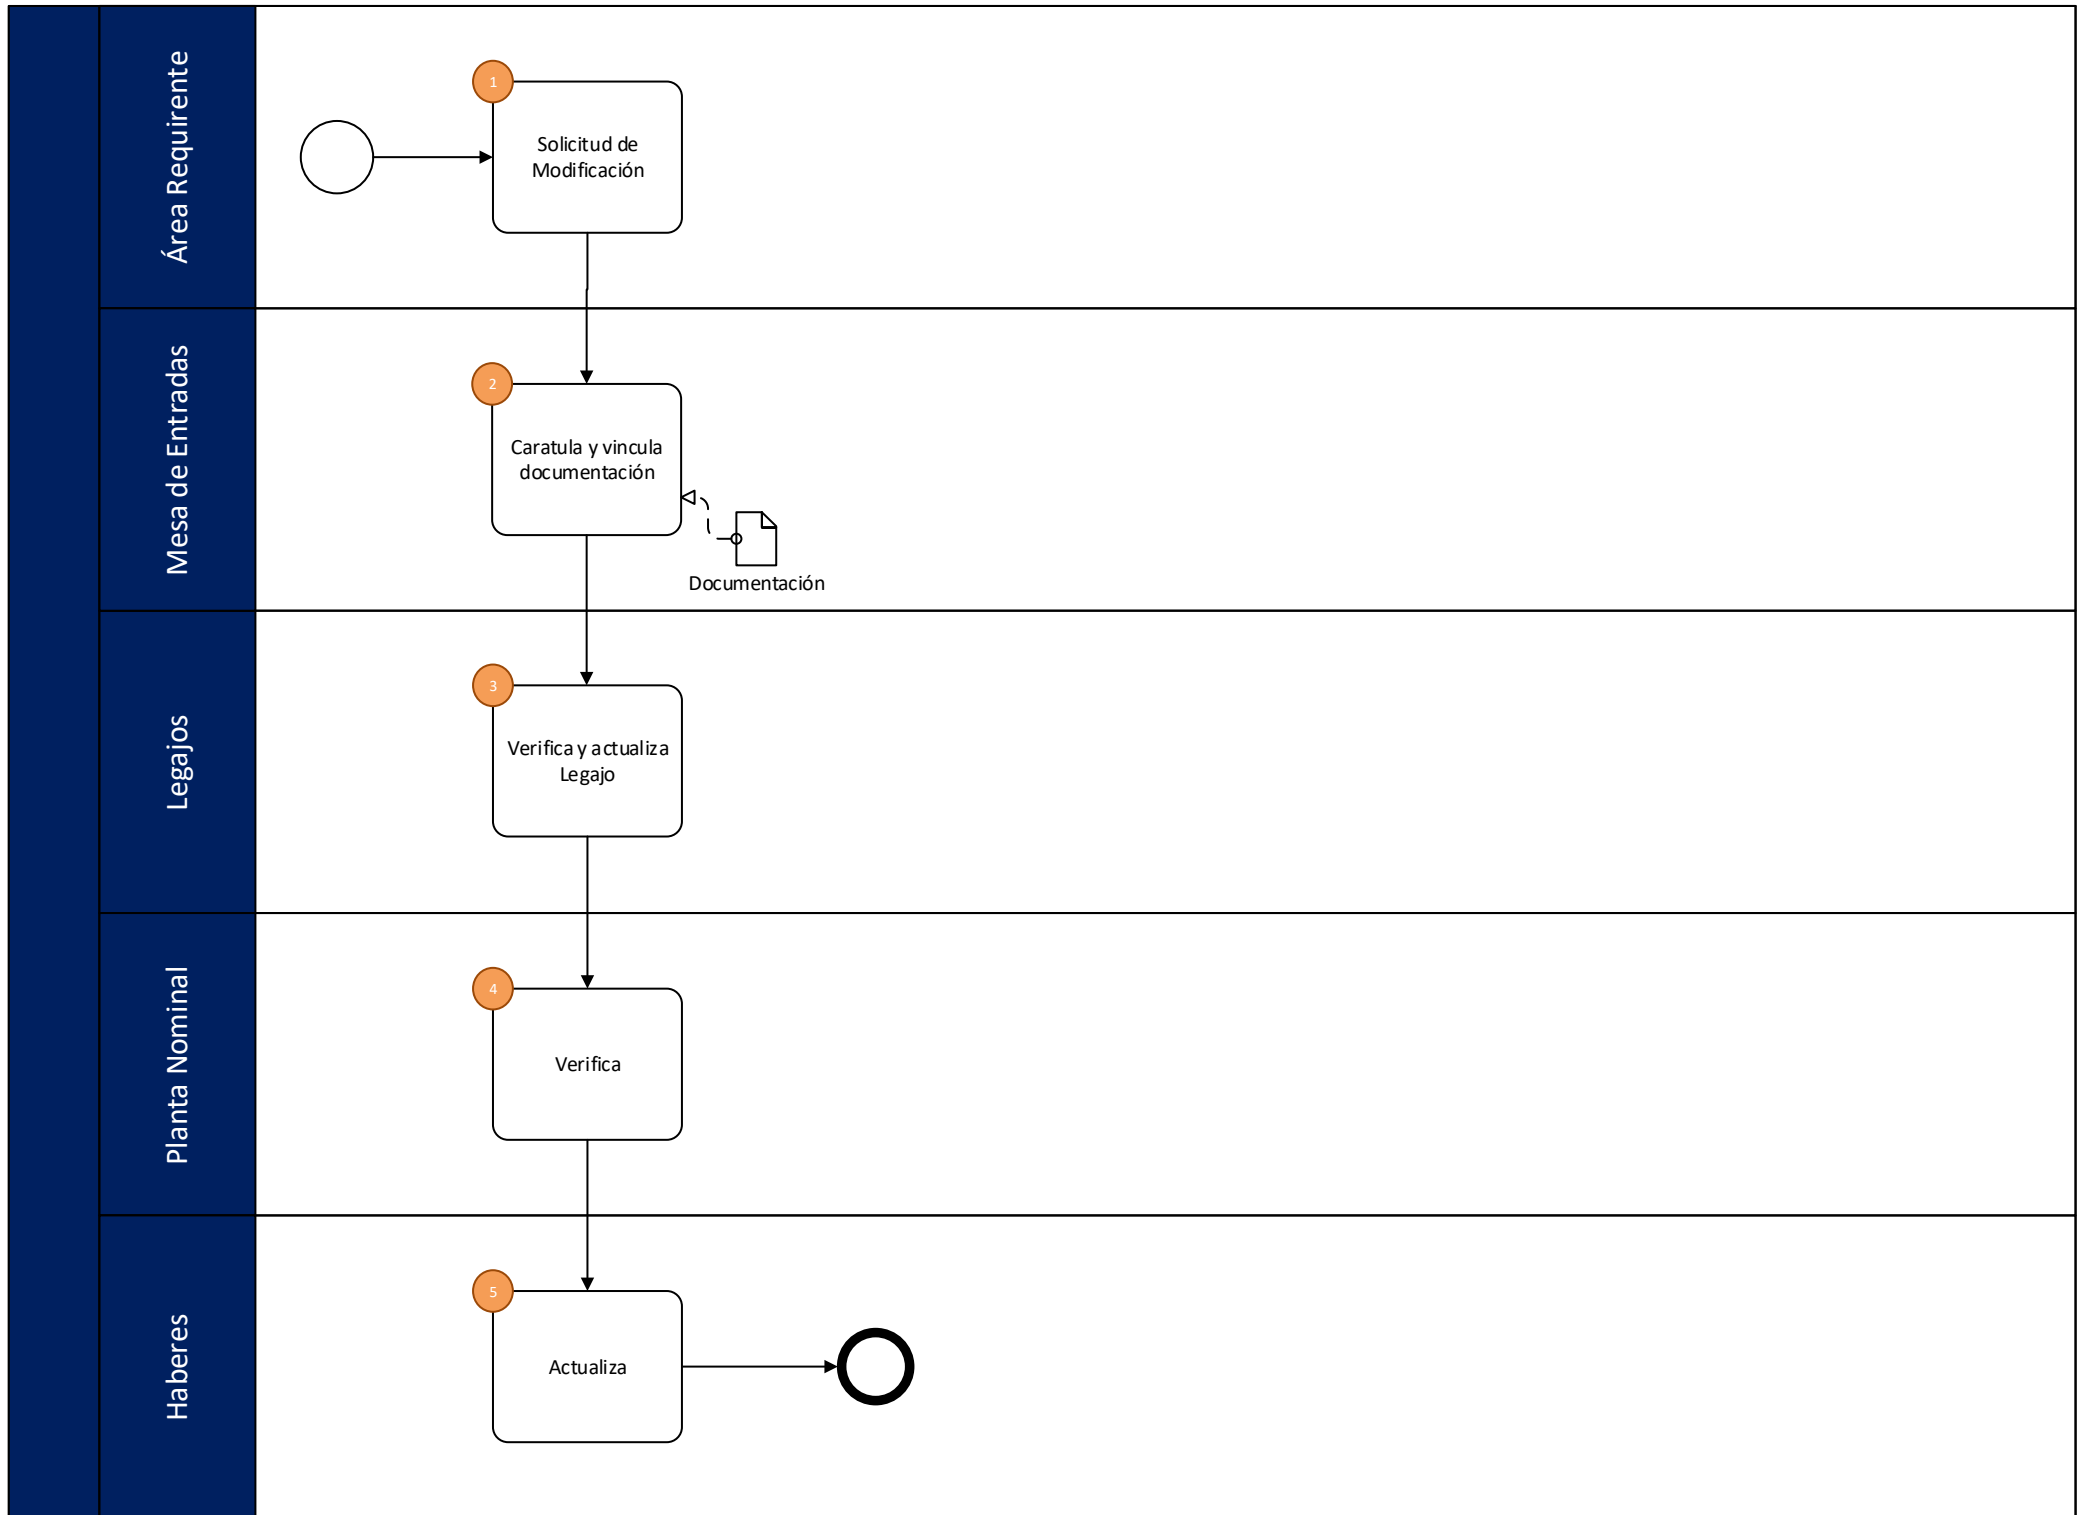 Área Requirente
1
Solicitud de
Modificación
Mesa de Entradas
2
Caratula y vincula
documentación
Documentación
Legajos
3
Verifica y actualiza
Legajo
Planta Nominal
4
Verifica
Haberes
5
Actualiza